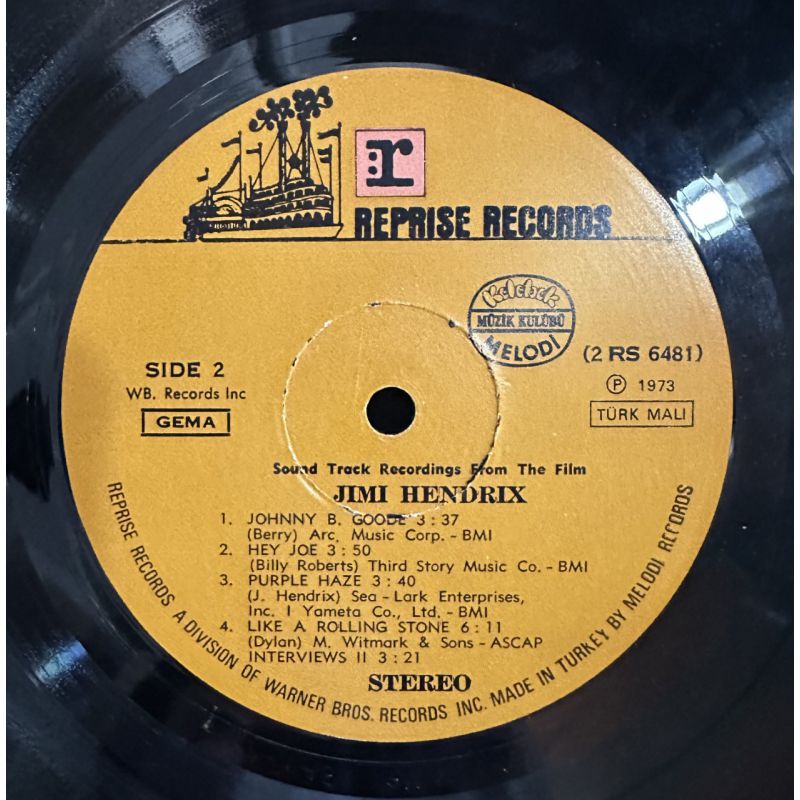 r
REPRISE RECORDS
Kelebek
MÜZİK KULÜBÜ
MELODİ
SIDE 2
(2 RS 6481)
WB. Records Inc
Ⓟ 1973
GEMA
TÜRK MALI
Sound Track Recordings From The Film
JIMI HENDRIX
1. JOHNNY B. GOODE 3 : 37
(Berry) Arc, Music Corp. - BMI
2. HEY JOE 3 : 50
(Billy Roberts) Third Story Music Co. - BMI
3. PURPLE HAZE 3 : 40
(J. Hendrix) Sea - Lark Enterprises,
Inc. I Yameta Co., Ltd. - BMI
4. LIKE A ROLLING STONE 6 : 11
(Dylan) M. Witmark & Sons - ASCAP
INTERVIEWS II 3 : 21
STEREO
REPRISE RECORDS, A DIVISION OF WARNER BROS. RECORDS INC. MADE IN TURKEY BY MELODI RECORDS